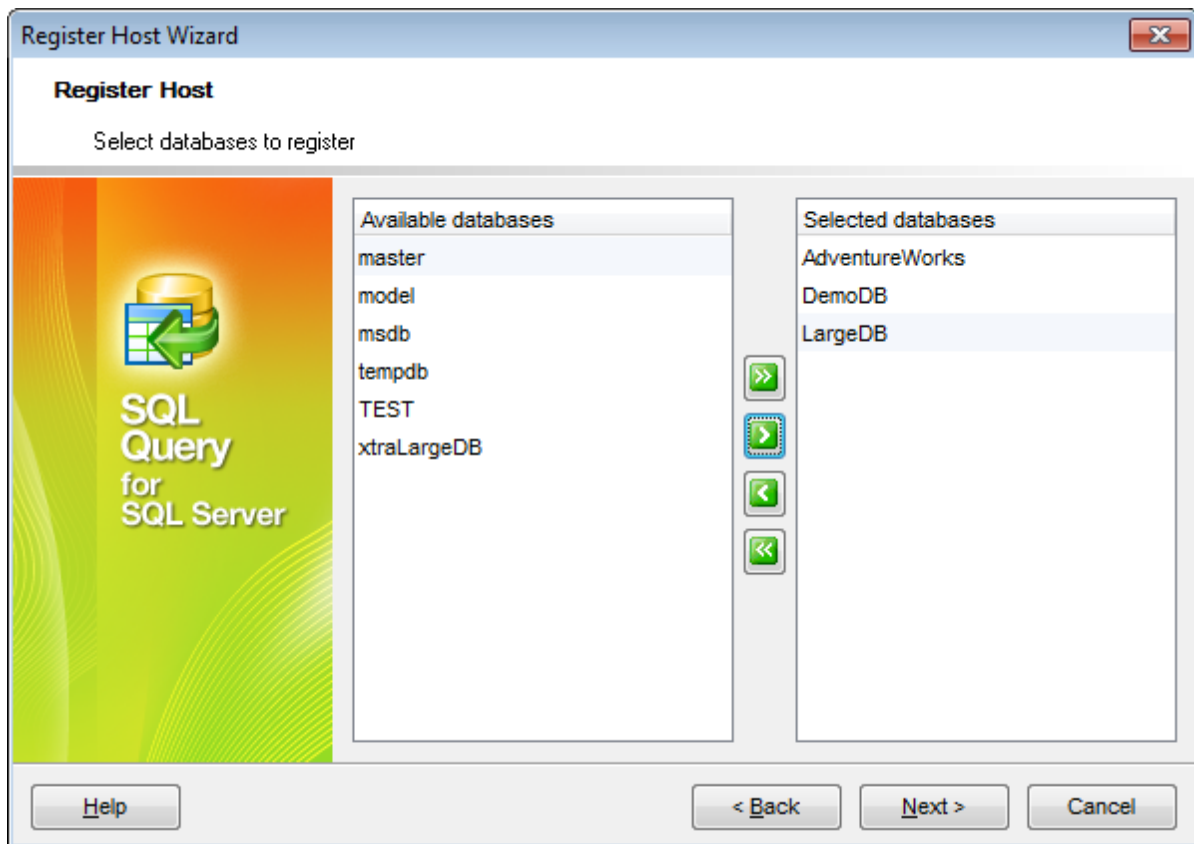 Register Host Wizard
Register Host
Select databases to register
SQL
Query
for
SQL Server
Available databases
master
model
msdb
tempdb
TEST
xtraLargeDB
Selected databases
AdventureWorks
DemoDB
LargeDB
Help
< Back
Next >
Cancel